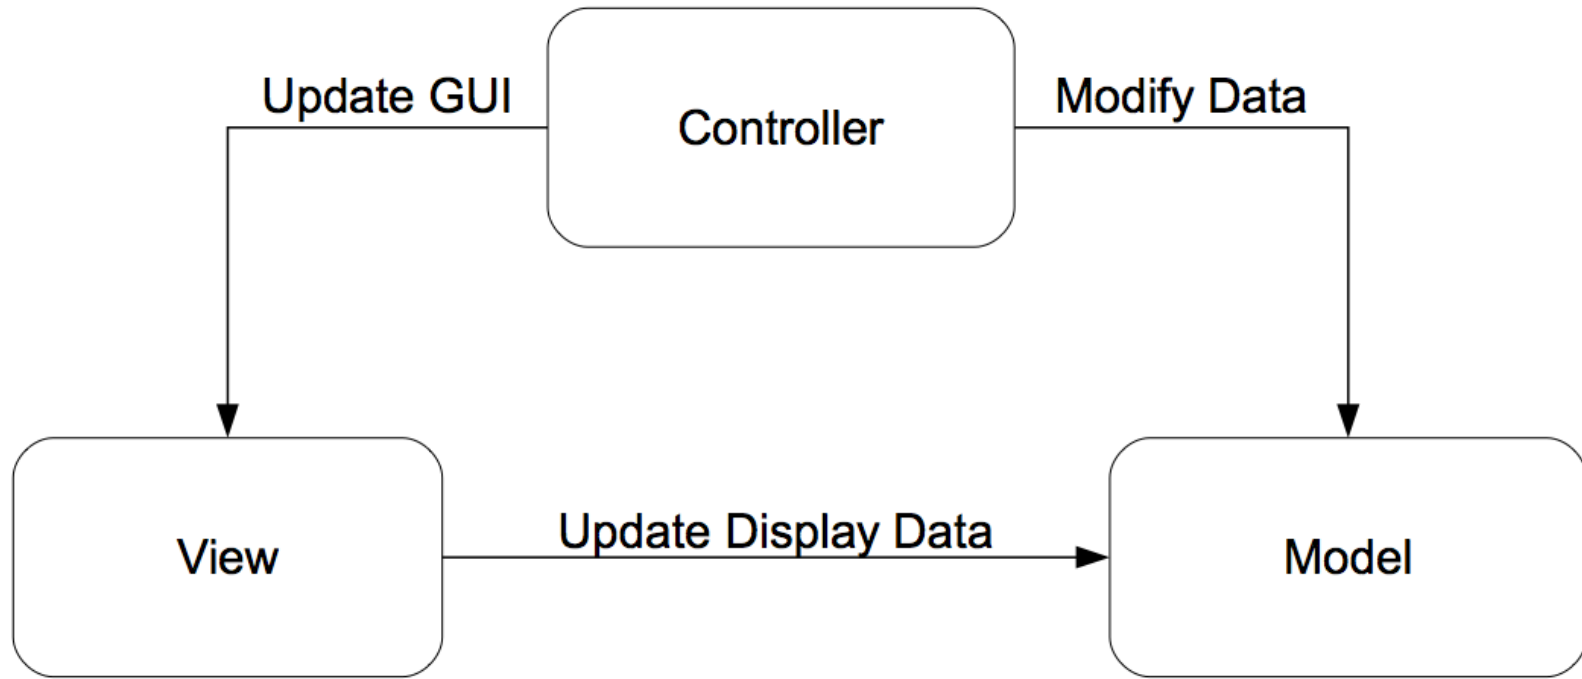 Update GUI
Controller
Modify Data
View
Update Display Data
Model